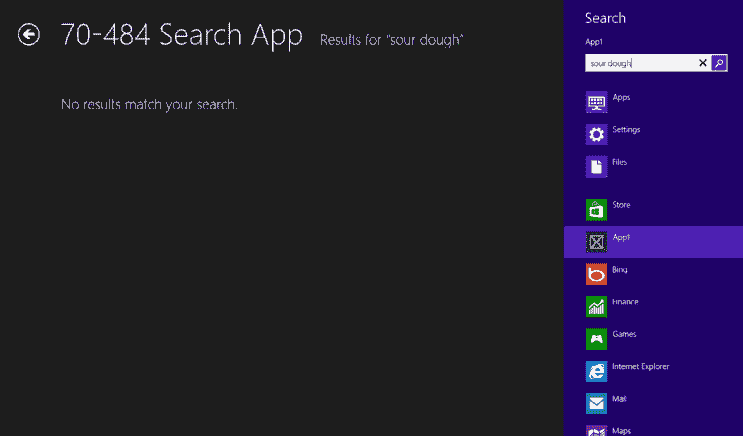 70-484 Search App Results for "sour dough"
No results match your search.
Search
App1
sour dough
Apps
Settings
Files
Store
App1
Bing
Finance
Games
Internet Explorer
Mail
Maps